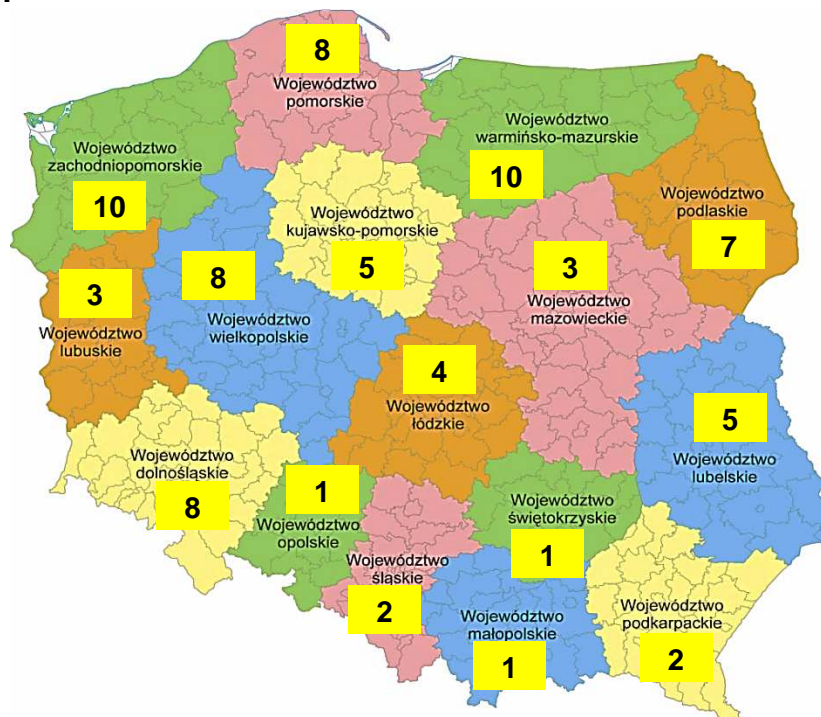 8
Województwo
pomorskie
Województwo
warmińsko-mazurskie
10
Województwo
zachodniopomorskie
10
Województwo
podlaskie
7
Województwo
kujawsko-pomorskie
5
3
Województwo
mazowieckie
8
Województwo
wielkopolskie
3
Województwo
lubuskie
4
Województwo
łódzkie
5
Województwo
lubelskie
Województwo
dolnośląskie
8
1
Województwo
opolskie
Województwo
świętokrzyskie
1
Województwo
śląskie
2
Województwo
małopolskie
1
Województwo
podkarpackie
2